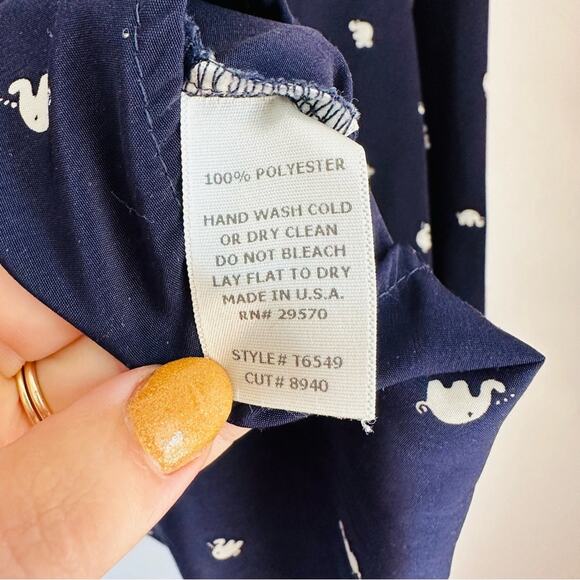 100% POLYESTER
HAND WASH COLD
OR DRY CLEAN
DO NOT BLEACH
LAY FLAT TO DRY
MADE IN U.S.A.
RN# 29570
STYLE# T6549
CUT# 8940